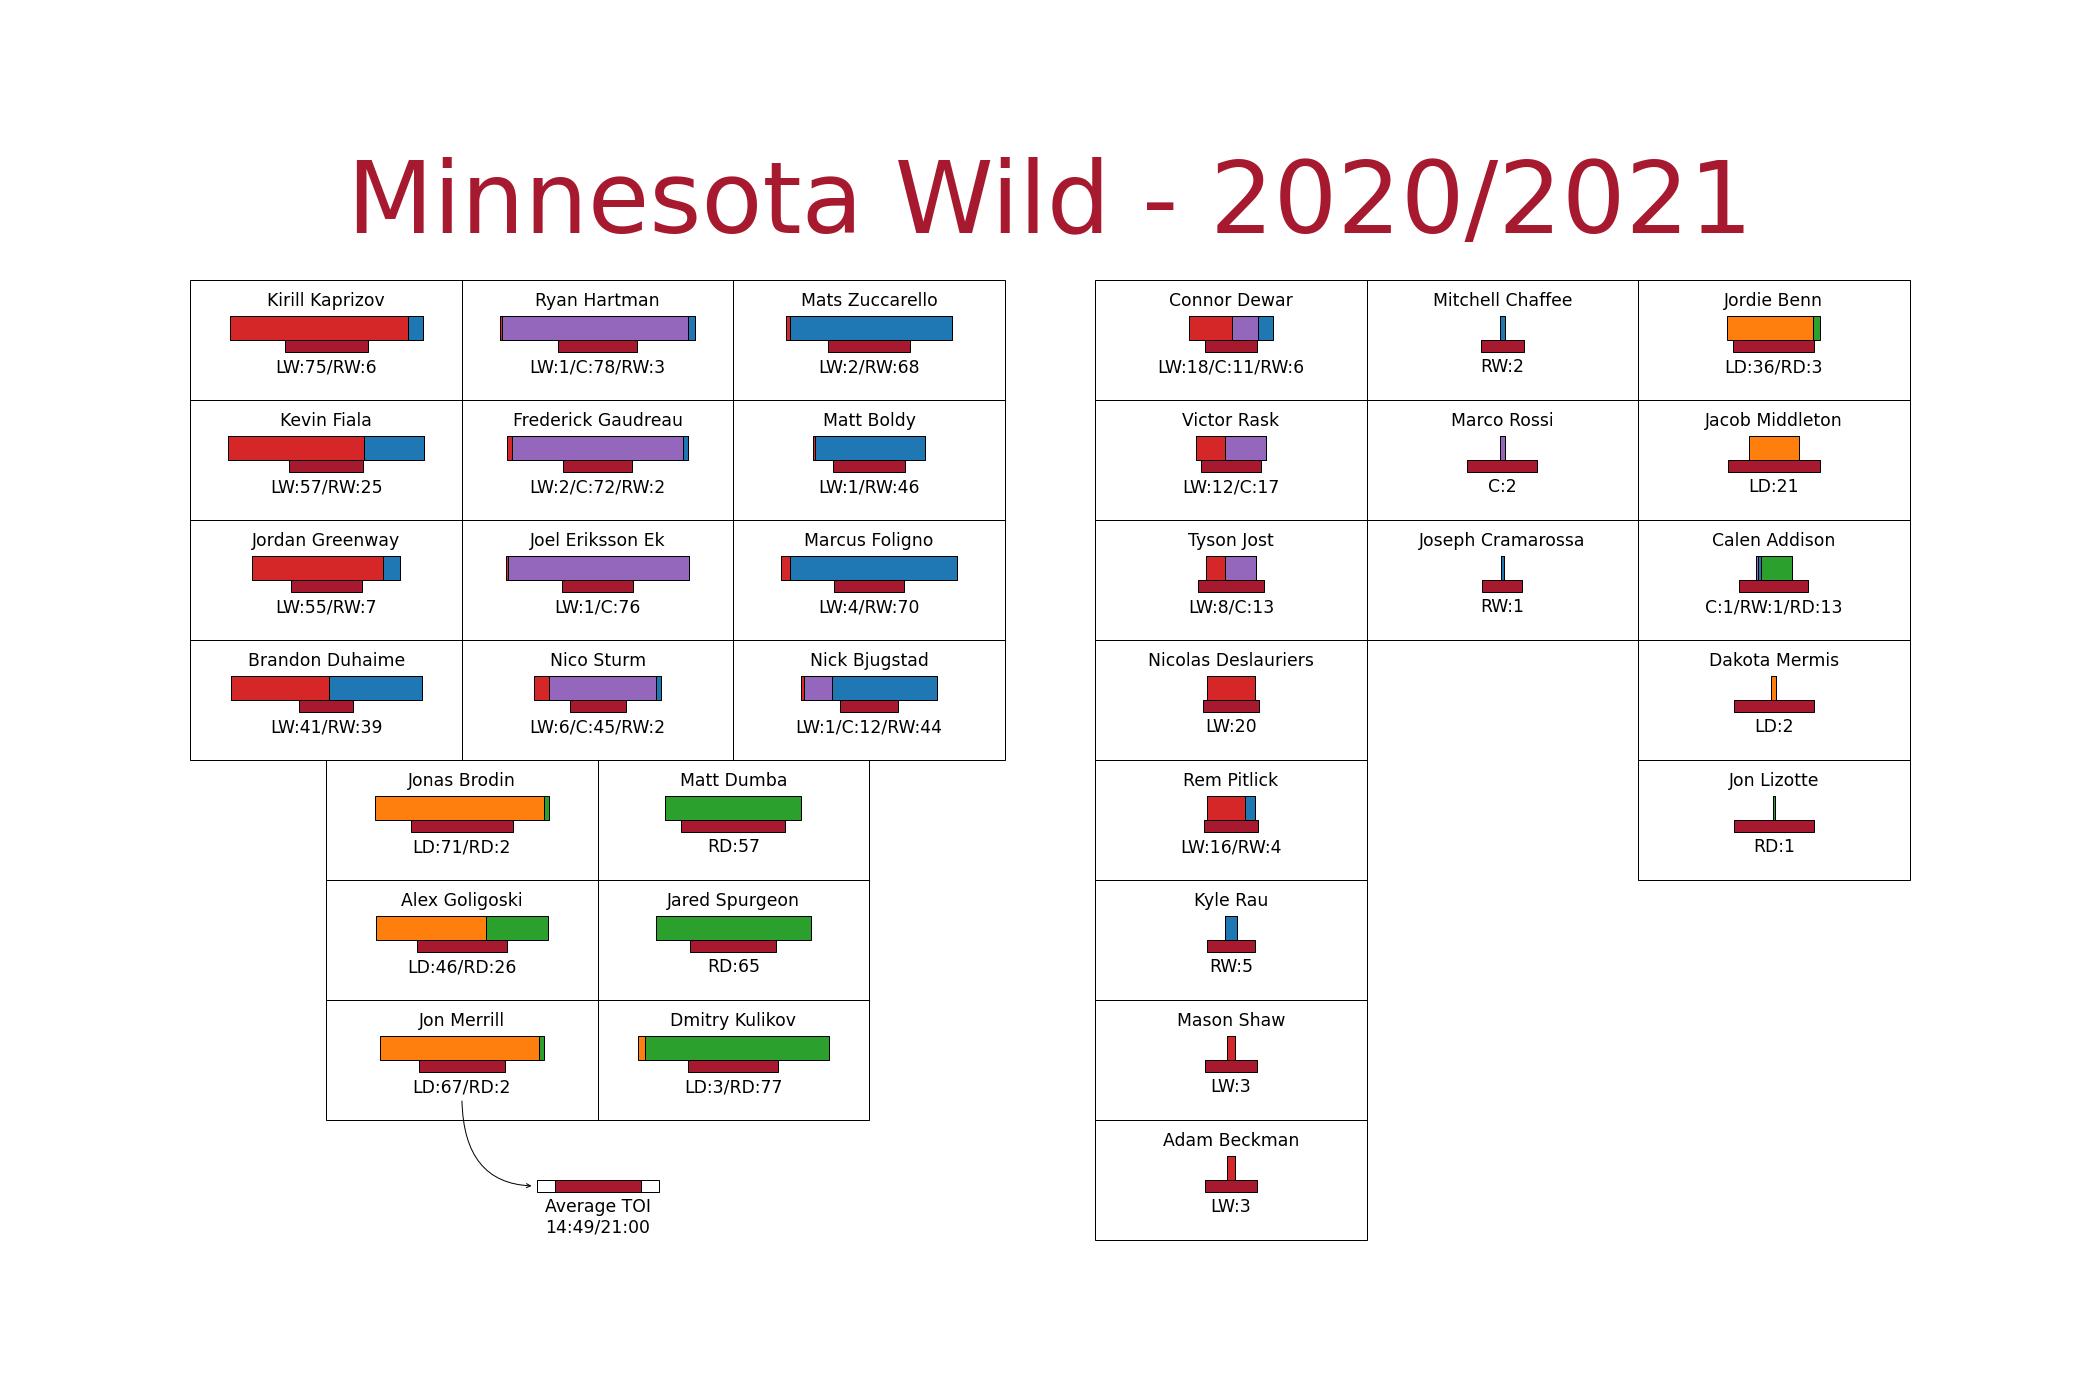 Minnesota Wild - 2020/2021
Kirill Kaprizov
LW:75/RW:6
Ryan Hartman
LW:1/C:78/RW:3
Mats Zuccarello
LW:2/RW:68
Kevin Fiala
LW:57/RW:25
Frederick Gaudreau
LW:2/C:72/RW:2
Matt Boldy
LW:1/RW:46
Jordan Greenway
LW:55/RW:7
Joel Eriksson Ek
LW:1/C:76
Marcus Foligno
LW:4/RW:70
Brandon Duhaime
LW:41/RW:39
Nico Sturm
LW:6/C:45/RW:2
Nick Bjugstad
LW:1/C:12/RW:44
Jonas Brodin
LD:71/RD:2
Matt Dumba
RD:57
Alex Goligoski
LD:46/RD:26
Jared Spurgeon
RD:65
Jon Merrill
LD:67/RD:2
Dmitry Kulikov
LD:3/RD:77
Average TOI
14:49/21:00
Connor Dewar
LW:18/C:11/RW:6
Mitchell Chaffee
RW:2
Jordie Benn
LD:36/RD:3
Victor Rask
LW:12/C:17
Marco Rossi
C:2
Jacob Middleton
LD:21
Tyson Jost
LW:8/C:13
Joseph Cramarossa
RW:1
Calen Addison
C:1/RW:1/RD:13
Nicolas Deslauriers
LW:20
Dakota Mermis
LD:2
Rem Pitlick
LW:16/RW:4
Jon Lizotte
RD:1
Kyle Rau
RW:5
Mason Shaw
LW:3
Adam Beckman
LW:3